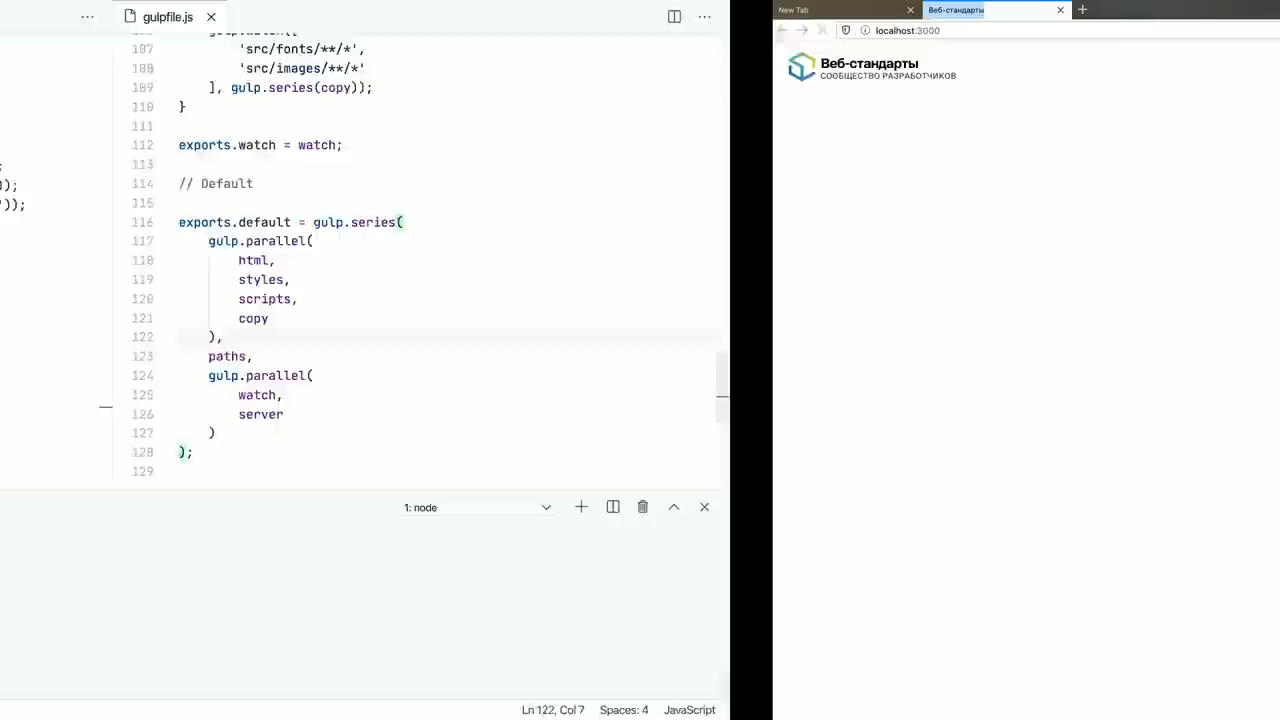 gulpfile.js
);
'));
107 'src/fonts/**/*',
108 'src/images/**/*'
109 ], gulp.series(copy));
110 }
111
112 exports.watch = watch;
113
114 // Default
115
116 exports.default = gulp.series(
117 gulp.parallel(
118 html,
119 styles,
120 scripts,
121 copy
122 ),
123 paths,
124 gulp.parallel(
125 watch,
126 server
127 )
128 );
129
1: node
Ln 122, Col 7 Spaces: 4 JavaScript
New Tab
Веб-стандарты
localhost:3000
Веб-стандарты
СООБЩЕСТВО РАЗРАБОТЧИКОВ